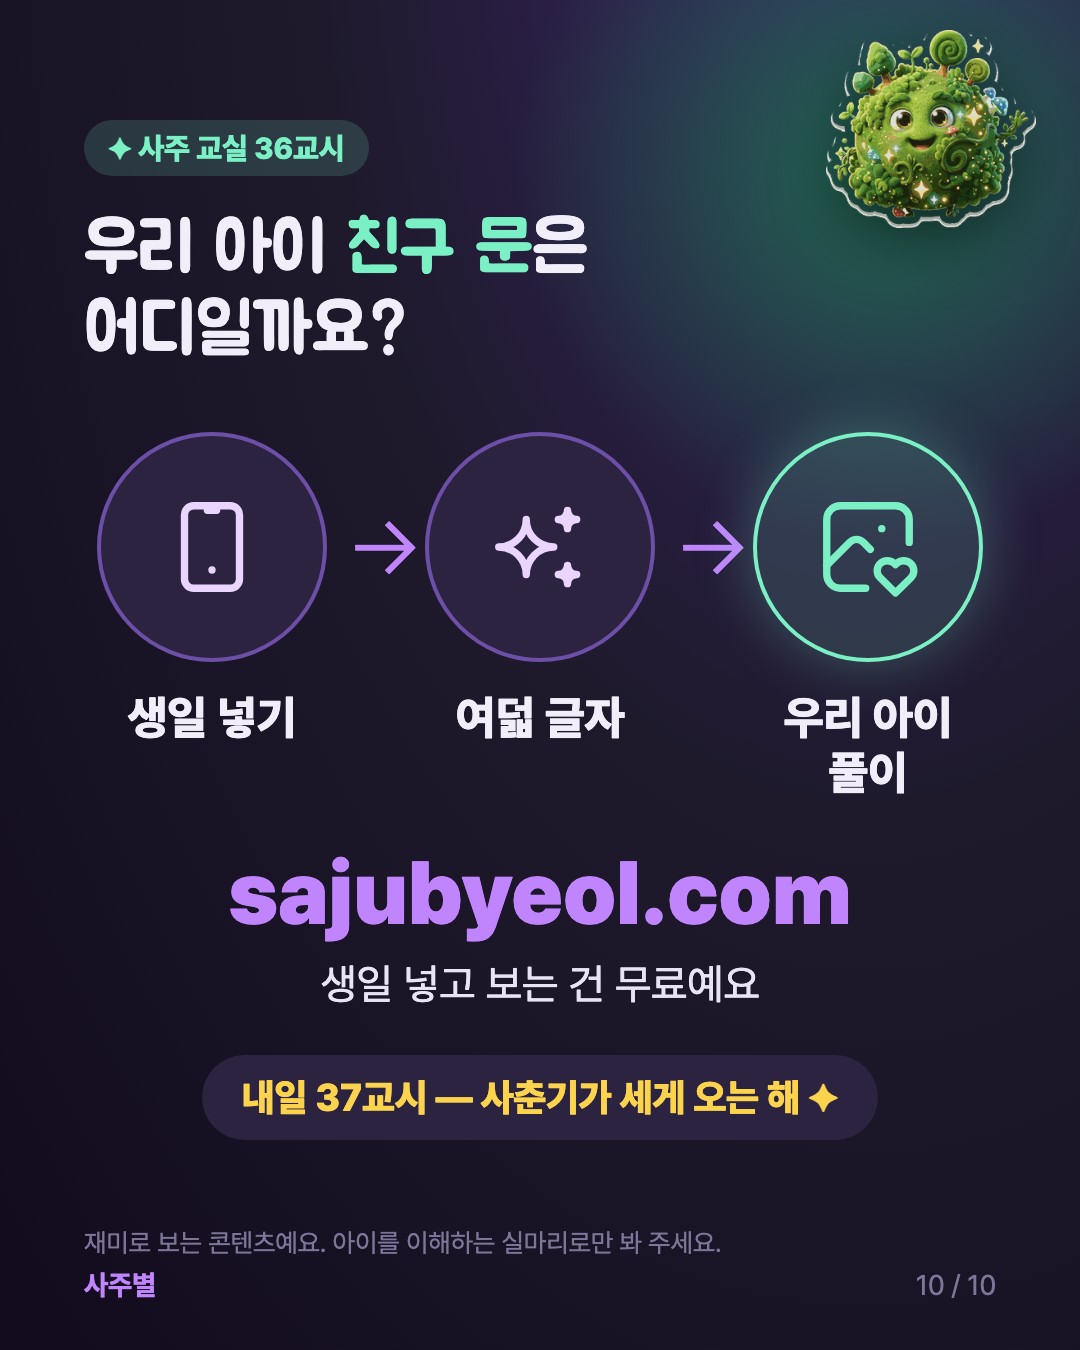 ✦ 사주 교실 36교시
우리 아이 친구 문은
어디일까요?
생일 넣기
여덟 글자
우리 아이
풀이
sajubyeol.com
생일 넣고 보는 건 무료예요
내일 37교시 — 사춘기가 세게 오는 해 ✦
재미로 보는 콘텐츠예요. 아이를 이해하는 실마리로만 봐 주세요.
사주별
10 / 10